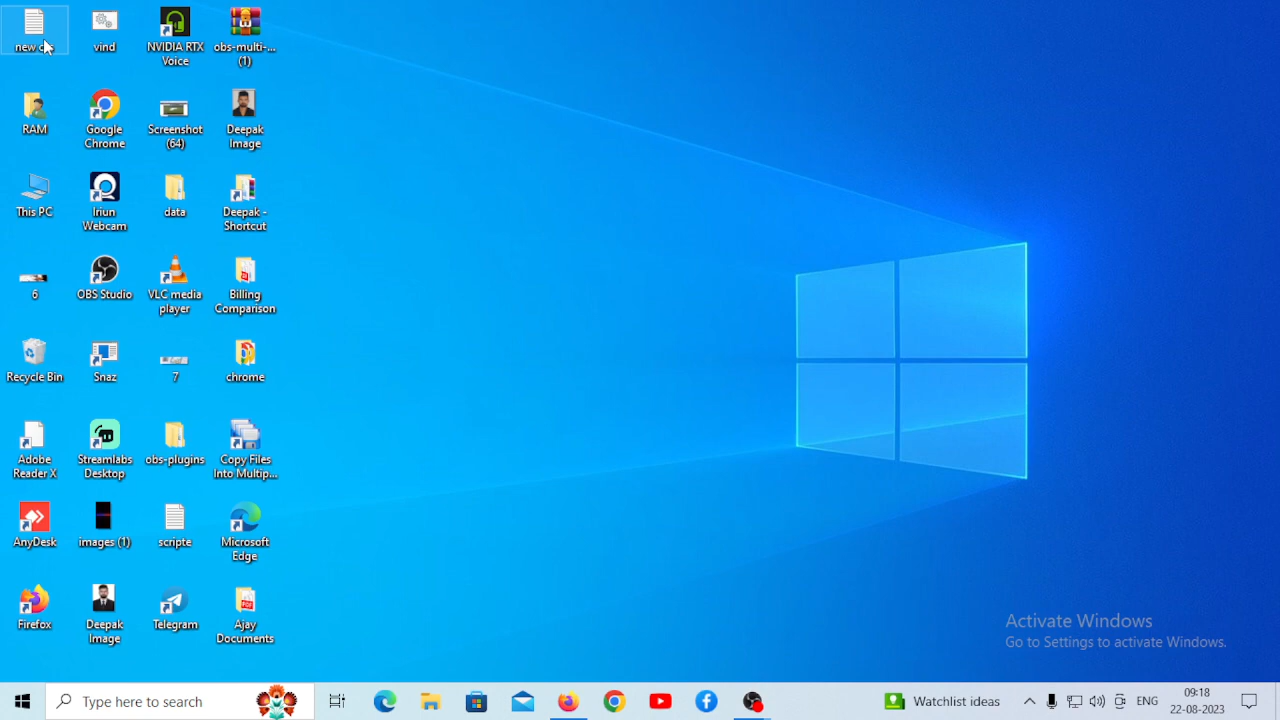 vind
NVIDIA RTX
Voice
obs-multi-...
(1)
RAM
Google
Chrome
Screenshot
(64)
Deepak
Image
This PC
Iriun
Webcam
data
Deepak -
Shortcut
6
OBS Studio
VLC media
player
Billing
Comparison
Recycle Bin
Snaz
7
chrome
Adobe
Reader X
Streamlabs
Desktop
obs-plugins
Copy Files
Into Multip...
AnyDesk
images (1)
scripte
Microsoft
Edge
Firefox
Deepak
Image
Telegram
Ajay
Documents
new
Activate Windows
Go to Settings to activate Windows.
Type here to search
Watchlist ideas
ENG
09:18
22-08-2023